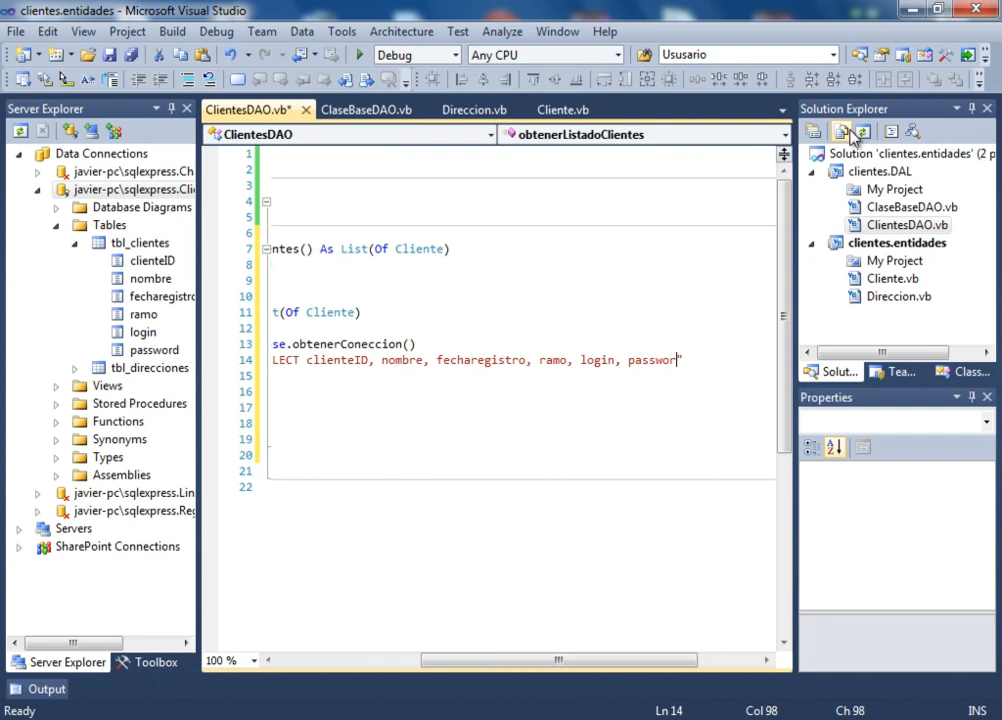 clientes.entidades - Microsoft Visual Studio
File Edit View Project Build Debug Team Data Tools Architecture Test Analyze Window Help
Debug Any CPU Ususario
Server Explorer
Data Connections
javier-pc\sqlexpress.Ch
javier-pc\sqlexpress.Cli
Database Diagrams
Tables
tbl_clientes
clienteID
nombre
fecharegistro
ramo
login
password
tbl_direcciones
Views
Stored Procedures
Functions
Synonyms
Types
Assemblies
javier-pc\sqlexpress.Lin
javier-pc\sqlexpress.Reg
Servers
SharePoint Connections
Server Explorer Toolbox
ClientesDAO.vb* ClaseBaseDAO.vb Direccion.vb Cliente.vb
ClientesDAO obtenerListadoClientes
1
2
3
4
5
6
7 ntes() As List(Of Cliente)
8
9
10
11 t(Of Cliente)
12
13 se.obtenerConeccion()
14 LECT clienteID, nombre, fecharegistro, ramo, login, passwor"
15
16
17
18
19
20
21
22
100 %
Solution Explorer
Solution 'clientes.entidades' (2 p
clientes.DAL
My Project
ClaseBaseDAO.vb
ClientesDAO.vb
clientes.entidades
My Project
Cliente.vb
Direccion.vb
Solut... Tea... Class...
Properties
Output
Ready Ln 14 Col 98 Ch 98 INS